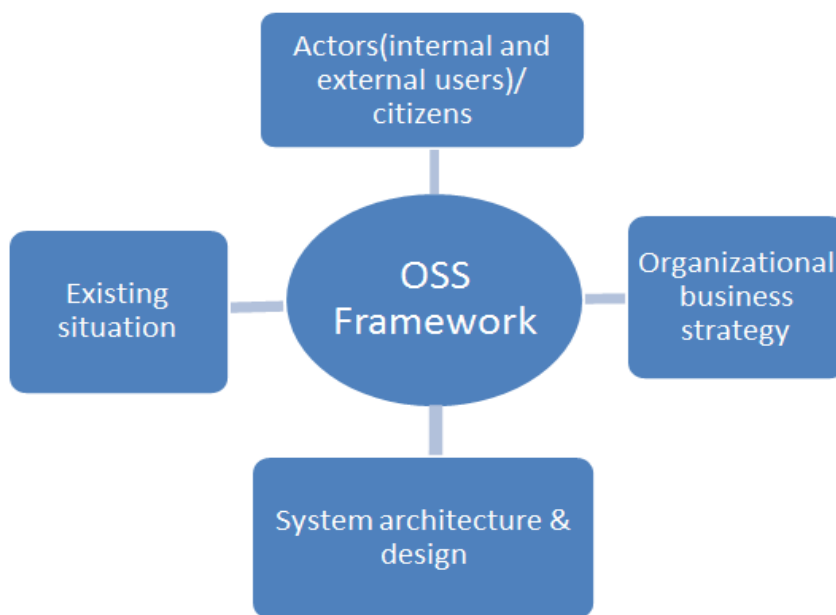 Actors(internal and
external users)/
citizens
Existing
situation
OSS
Framework
Organizational
business
strategy
System architecture &
design